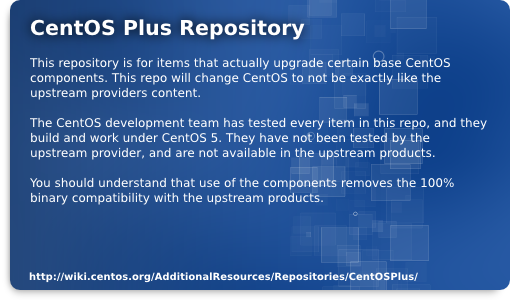 CentOS Plus Repository
This repository is for items that actually upgrade certain base CentOS
components. This repo will change CentOS to not be exactly like the
upstream providers content.
The CentOS development team has tested every item in this repo, and they
build and work under CentOS 5. They have not been tested by the
upstream provider, and are not available in the upstream products.
You should understand that use of the components removes the 100%
binary compatibility with the upstream products.
http://wiki.centos.org/AdditionalResources/Repositories/CentOSPlus/